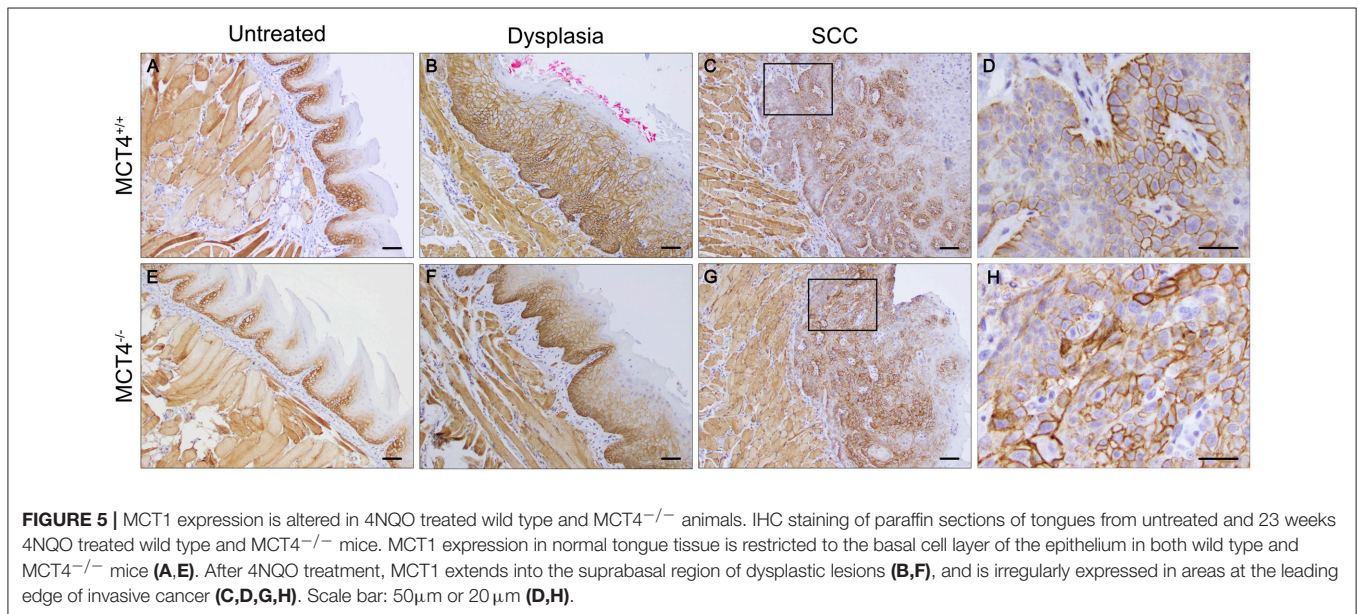 Untreated Dysplasia SCC
MCT4+/+
A B C D
MCT4-/-
E F G H
FIGURE 5 | MCT1 expression is altered in 4NQO treated wild type and MCT4−/− animals. IHC staining of paraffin sections of tongues from untreated and 23 weeks
4NQO treated wild type and MCT4−/− mice. MCT1 expression in normal tongue tissue is restricted to the basal cell layer of the epithelium in both wild type and
MCT4−/− mice (A,E). After 4NQO treatment, MCT1 extends into the suprabasal region of dysplastic lesions (B,F), and is irregularly expressed in areas at the leading
edge of invasive cancer (C,D,G,H). Scale bar: 50μm or 20 μm (D,H).